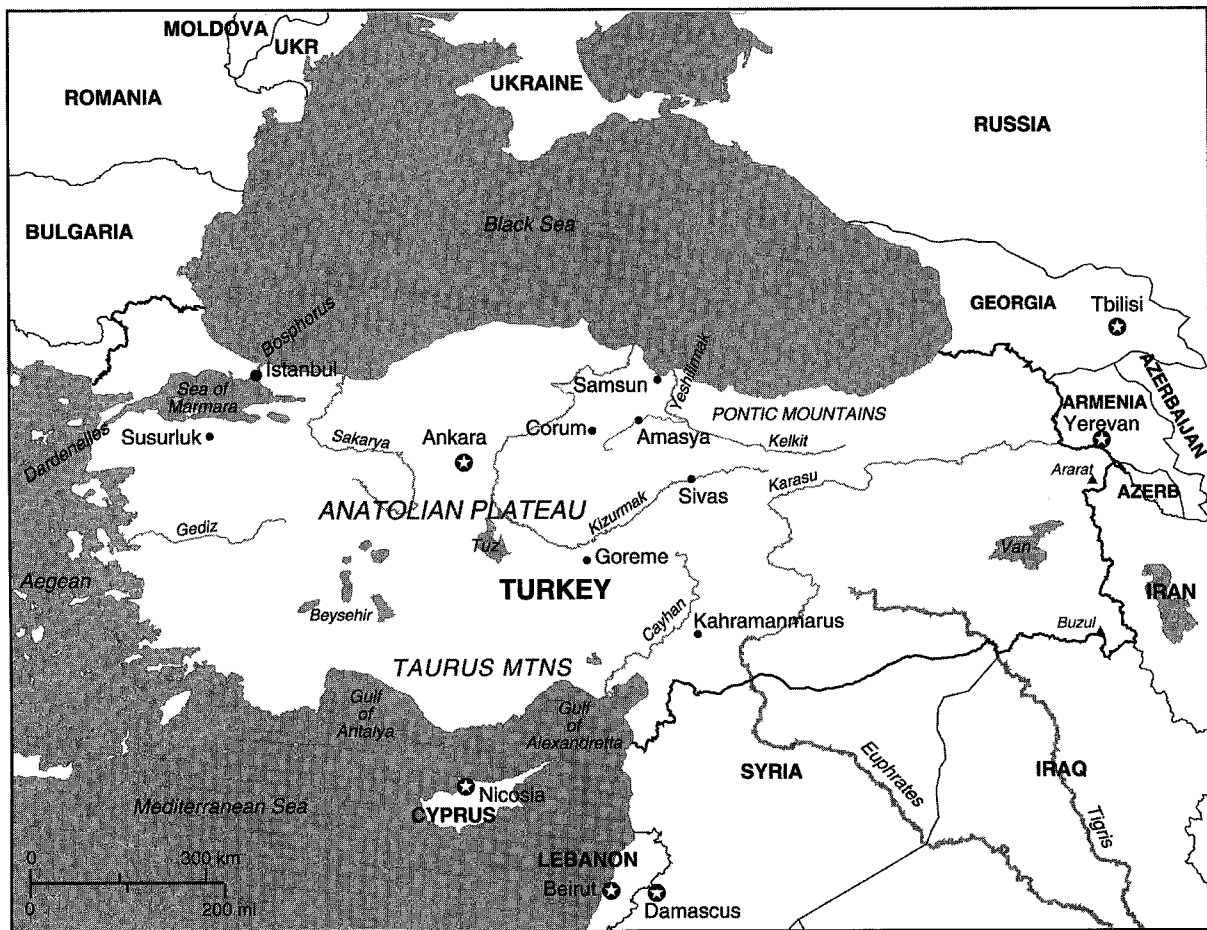 MOLDOVA
UKR
ROMANIA
UKRAINE
RUSSIA
BULGARIA
Black Sea
GEORGIA
Tbilisi
Bosphorus
Istanbul
Sea of
Marmara
Dardenelles
Susurluk
Sakarya
Ankara
Samsun
Yeshilirmak
Corum
Amasya
PONTIC MOUNTAINS
Kelkit
ARMENIA
Yerevan
AZERBAIJAN
Ararat
AZERB
ANATOLIAN PLATEAU
Kizurmak
Sivas
Karasu
Gediz
Tuz
Goreme
Van
Aegean
TURKEY
IRAN
Beysehir
Cayhan
Kahramanmarus
Buzul
TAURUS MTNS
Gulf
of
Antalya
Gulf
of
Alexandretta
SYRIA
Euphrates
IRAQ
Tigris
Mediterranean Sea
Nicosia
CYPRUS
0 300 km
0 200 mi
LEBANON
Beirut
Damascus